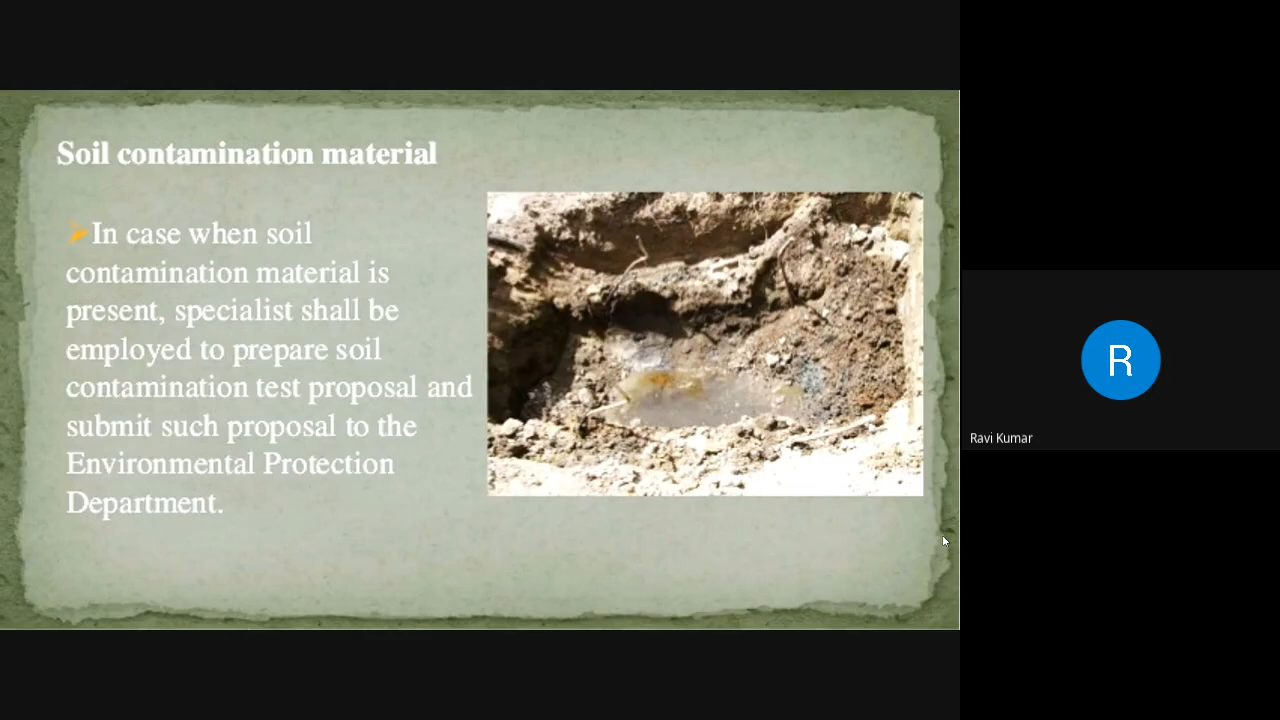 Soil contamination material
In case when soil
contamination material is
present, specialist shall be
employed to prepare soil
contamination test proposal and
submit such proposal to the
Environmental Protection
Department.
R
Ravi Kumar